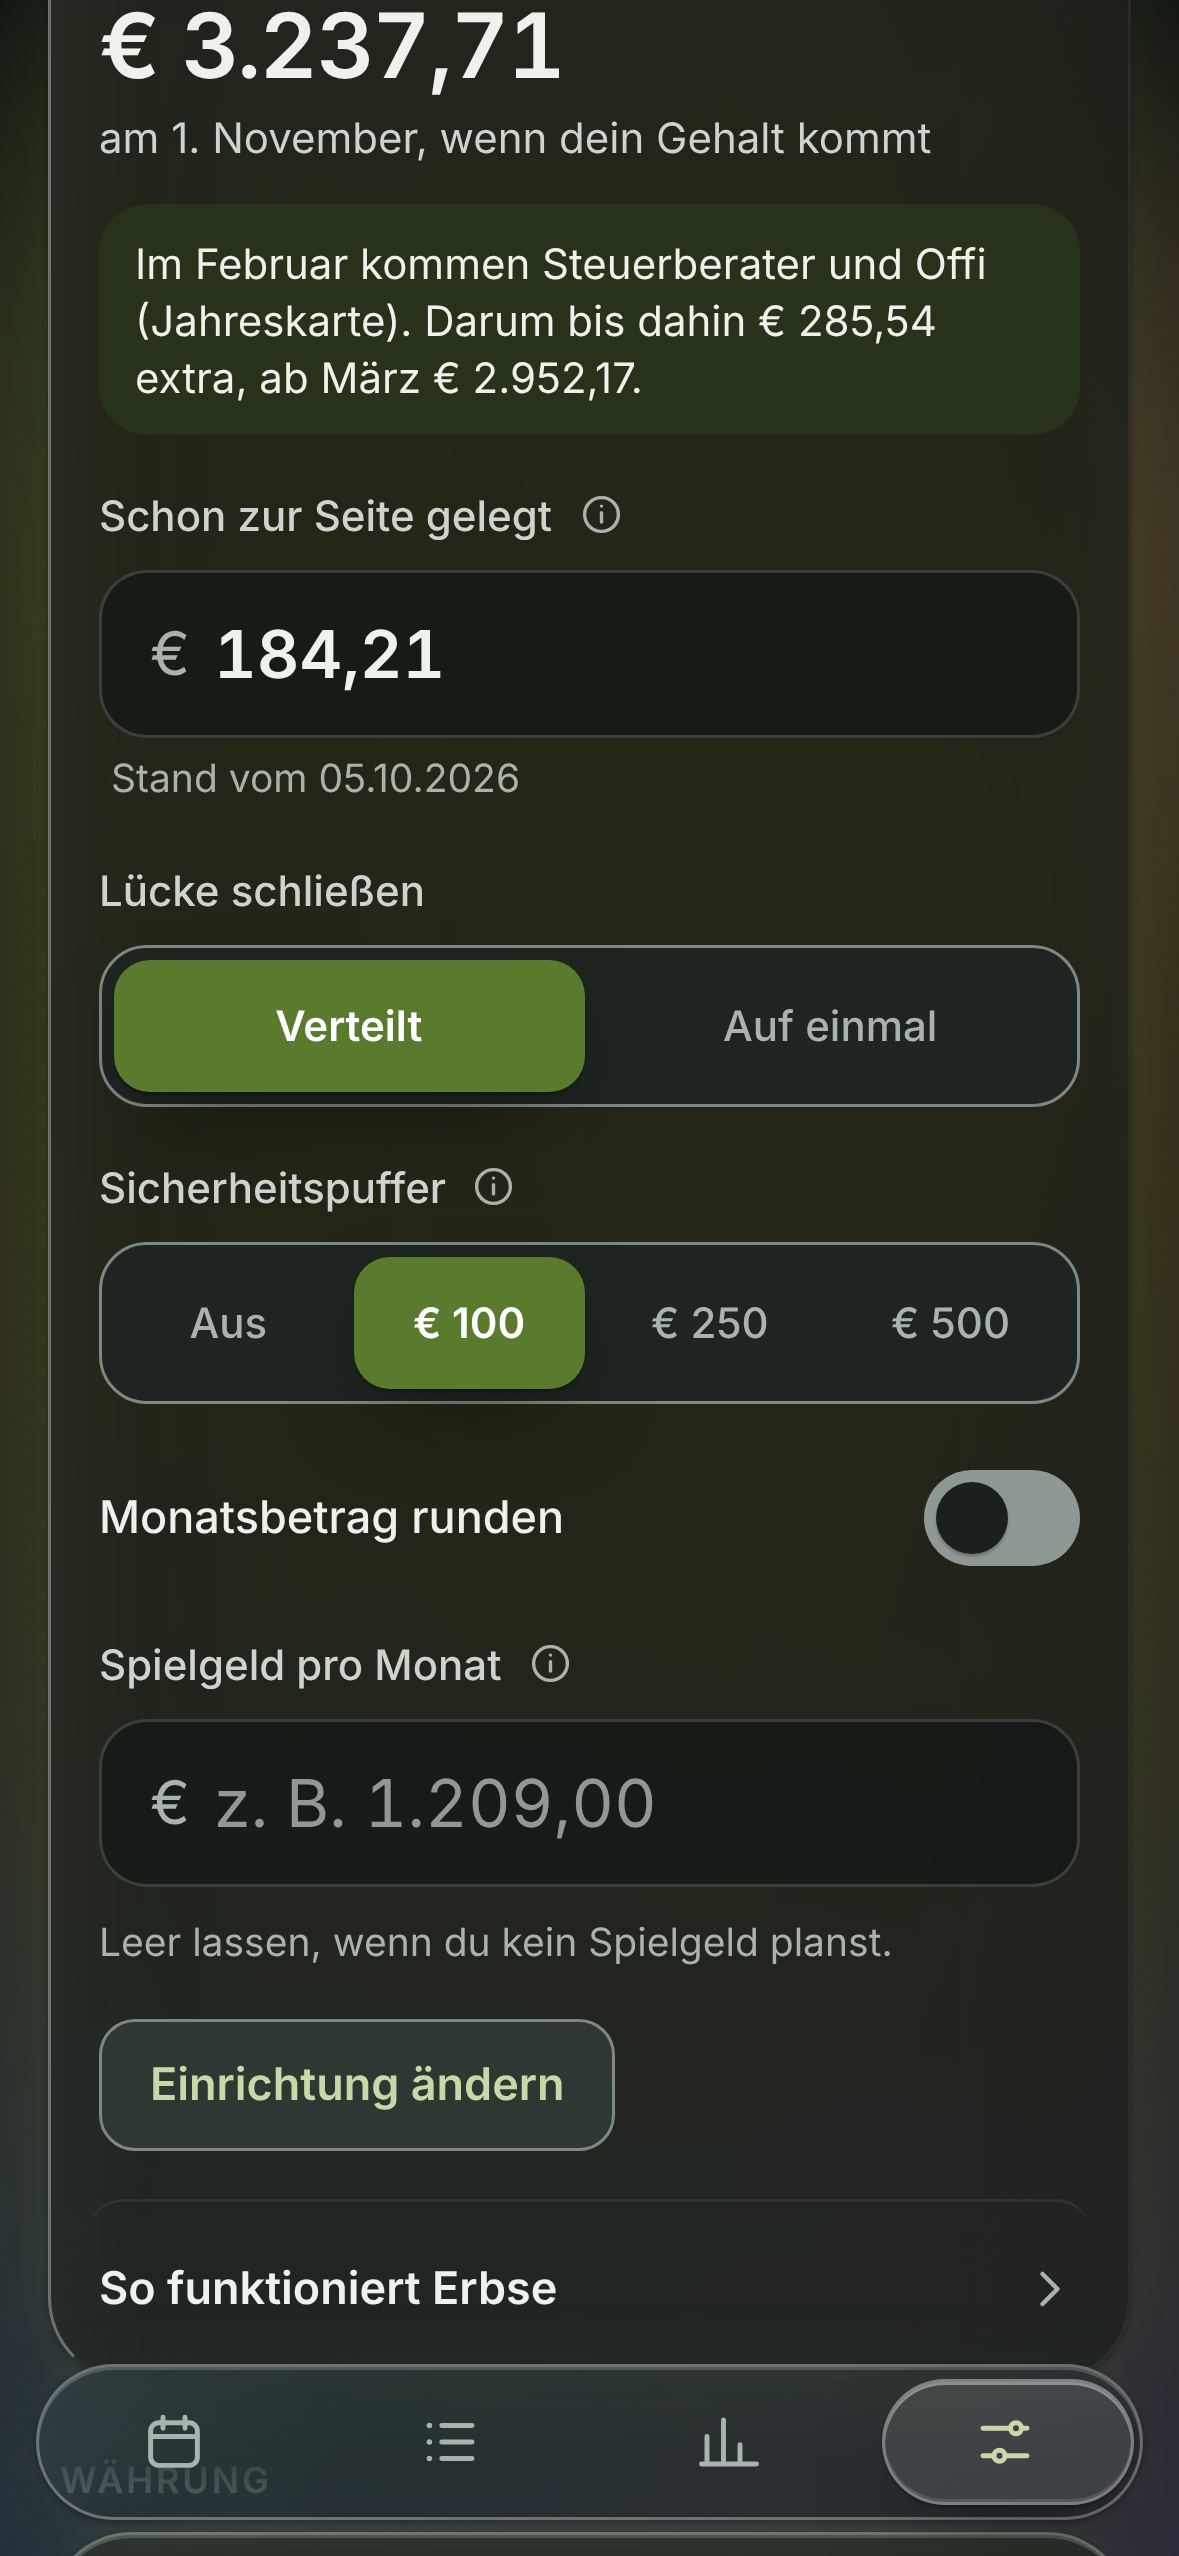 € 3.237,71
am 1. November, wenn dein Gehalt kommt
Im Februar kommen Steuerberater und Offi
(Jahreskarte). Darum bis dahin € 285,54
extra, ab März € 2.952,17.
Schon zur Seite gelegt
€ 184,21
Stand vom 05.10.2026
Lücke schließen
Verteilt Auf einmal
Sicherheitspuffer
Aus € 100 € 250 € 500
Monatsbetrag runden
Spielgeld pro Monat
€ z. B. 1.209,00
Leer lassen, wenn du kein Spielgeld planst.
Einrichtung ändern
So funktioniert Erbse
WÄHRUNG